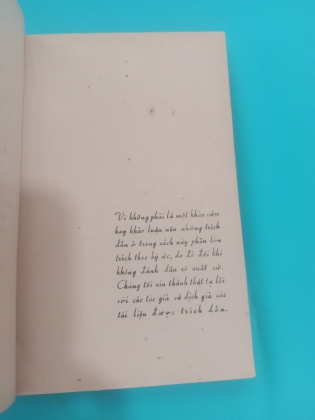 Vì không phải là một khảo cứu
hay khảo luận nên những trích
dẫn ở trong sách này phần lớn
trích theo ký ức, do đó đôi khi
không đánh dấu rõ xuất xứ.
Chúng tôi xin thành thật tạ lỗi
với các tác giả và dịch giả các
tài liệu được trích dẫn.